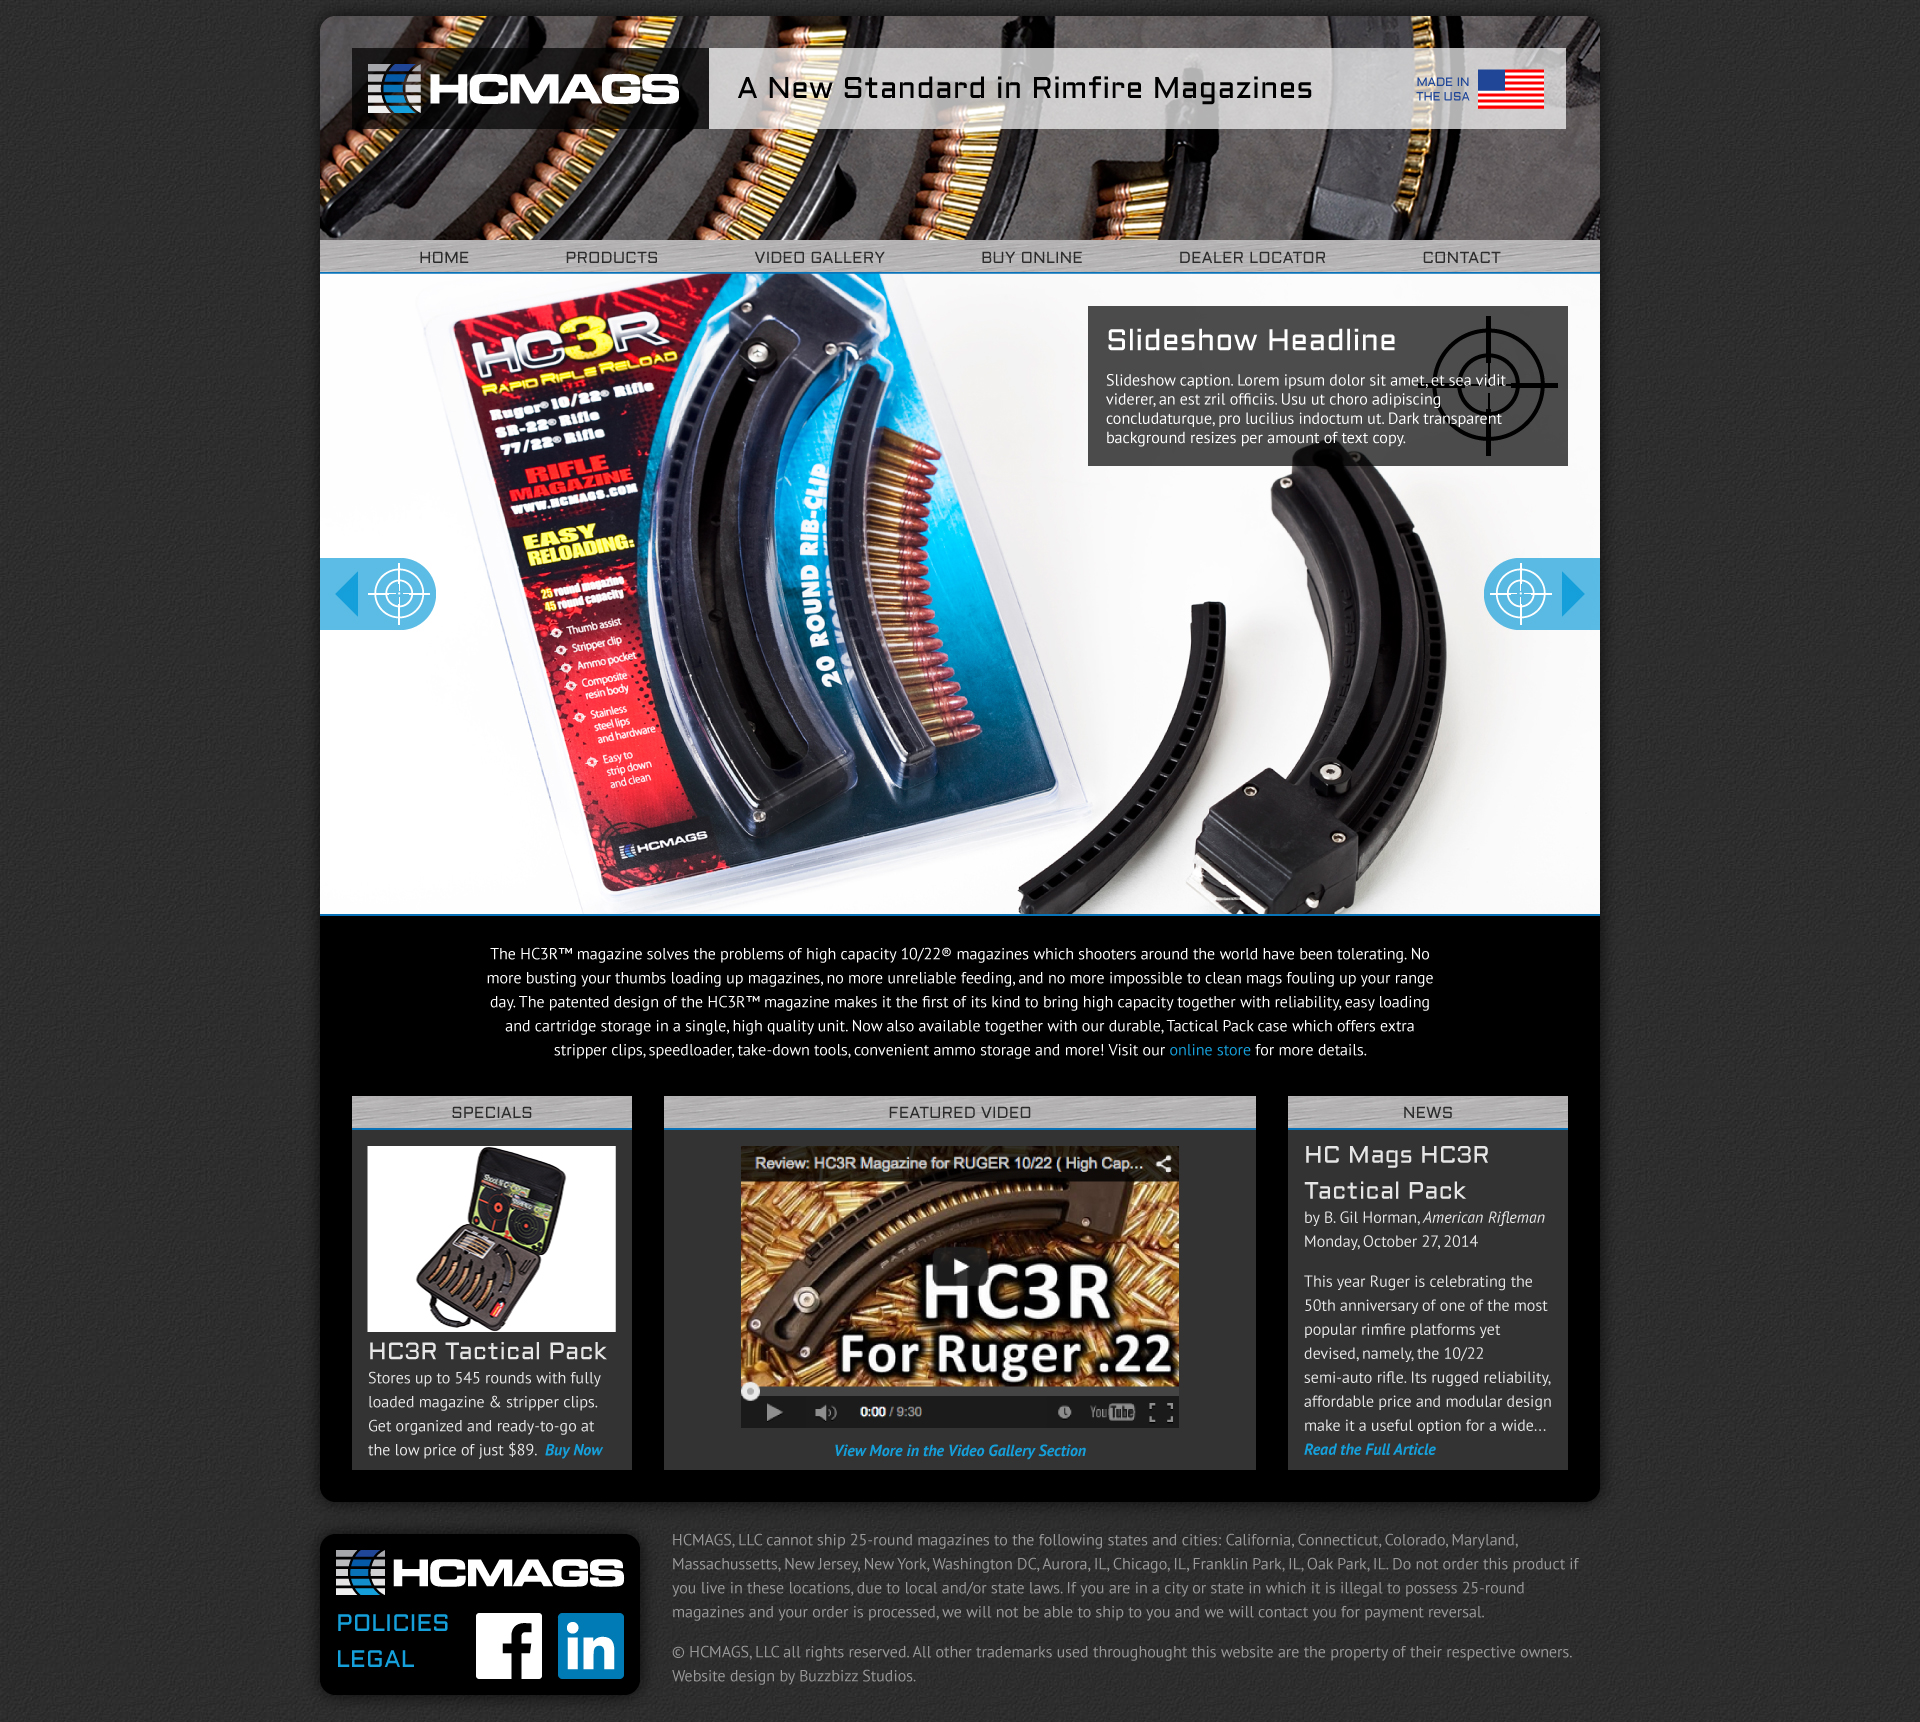 HCMAGS
A New Standard in Rimfire Magazines
MADE IN
THE USA
HOME
PRODUCTS
VIDEO GALLERY
BUY ONLINE
DEALER LOCATOR
CONTACT
HC3R
RAPID RIFLE RELOAD
Ruger® 10/22® Rifle
SR-22® Rifle
77/22® Rifle
RIFLE
MAGAZINE
WWW.HCMAGS.COM
EASY
RELOADING:
25 round magazine
45 round capacity
Thumb assist
Stripper clip
Ammo pocket
Composite
resin body
Stainless
steel lips
and hardware
Easy to
strip down
and clean
HCMAGS
20 ROUND RIB-CLIP
Slideshow Headline
Slideshow caption. Lorem ipsum dolor sit amet, et sea vidit
viderer, an est zril officiis. Usu ut choro adipiscing
concludaturque, pro lucilius indoctum ut. Dark transparent
background resizes per amount of text copy.
The HC3R™ magazine solves the problems of high capacity 10/22® magazines which shooters around the world have been tolerating. No
more busting your thumbs loading up magazines, no more unreliable feeding, and no more impossible to clean mags fouling up your range
day. The patented design of the HC3R™ magazine makes it the first of its kind to bring high capacity together with reliability, easy loading
and cartridge storage in a single, high quality unit. Now also available together with our durable, Tactical Pack case which offers extra
stripper clips, speedloader, take-down tools, convenient ammo storage and more! Visit our online store for more details.
SPECIALS
HC3R Tactical Pack
Stores up to 545 rounds with fully
loaded magazine & stripper clips.
Get organized and ready-to-go at
the low price of just $89. Buy Now
FEATURED VIDEO
Review: HC3R Magazine for RUGER 10/22 ( High Cap...
HC3R
For Ruger .22
0:00 / 9:30
YouTube
View More in the Video Gallery Section
NEWS
HC Mags HC3R
Tactical Pack
by B. Gil Horman, American Rifleman
Monday, October 27, 2014
This year Ruger is celebrating the
50th anniversary of one of the most
popular rimfire platforms yet
devised, namely, the 10/22
semi-auto rifle. Its rugged reliability,
affordable price and modular design
make it a useful option for a wide...
Read the Full Article
HCMAGS
POLICIES
LEGAL
f
in
HCMAGS, LLC cannot ship 25-round magazines to the following states and cities: California, Connecticut, Colorado, Maryland,
Massachussetts, New Jersey, New York, Washington DC, Aurora, IL, Chicago, IL, Franklin Park, IL, Oak Park, IL. Do not order this product if
you live in these locations, due to local and/or state laws. If you are in a city or state in which it is illegal to possess 25-round
magazines and your order is processed, we will not be able to ship to you and we will contact you for payment reversal.
© HCMAGS, LLC all rights reserved. All other trademarks used throughought this website are the property of their respective owners.
Website design by Buzzbizz Studios.